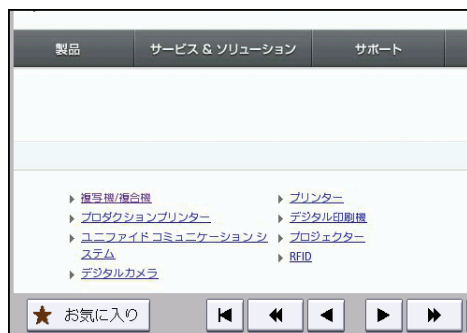 製品 サービス & ソリューション サポート
複写機/複合機
プロダクションプリンター
ユニファイドコミュニケーション シ
ステム
デジタルカメラ
プリンター
デジタル印刷機
プロジェクター
RFID
お気に入り